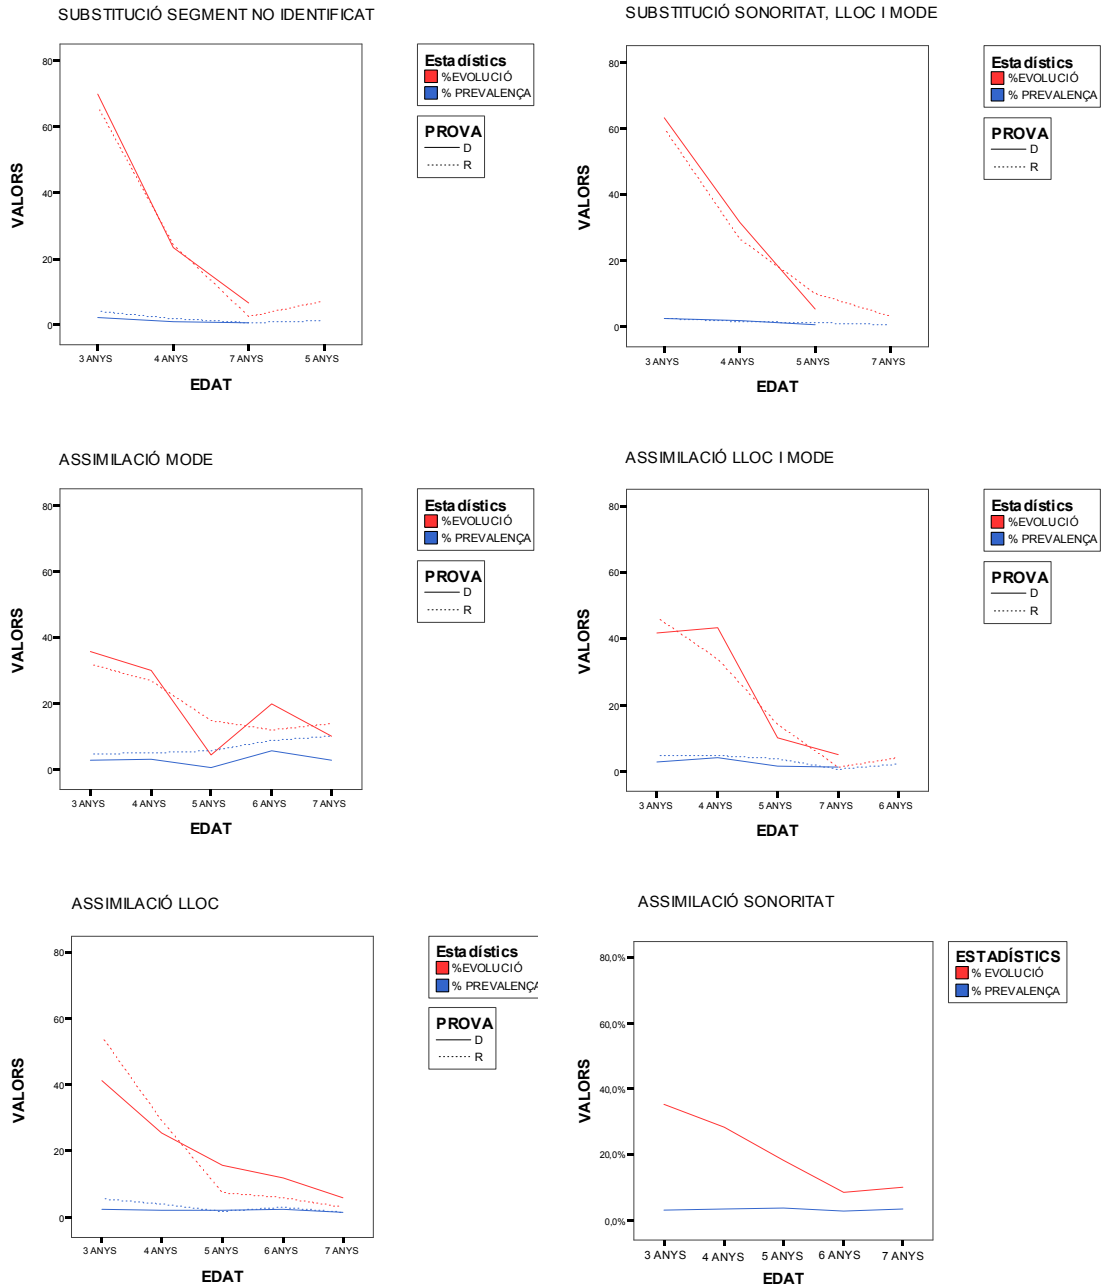 SUBSTITUCIÓ SEGMENT NO IDENTIFICAT
80
60
40
20
0
VALORS
3 ANYS 4 ANYS 7 ANYS 5 ANYS
EDAT
Estadístics
%EVOLUCIÓ
% PREVALENÇA
PROVA
D
R
SUBSTITUCIÓ SONORITAT, LLOC I MODE
80
60
40
20
0
VALORS
3 ANYS 4 ANYS 5 ANYS 7 ANYS
EDAT
Estadístics
%EVOLUCIÓ
% PREVALENÇA
PROVA
D
R
ASSIMILACIÓ MODE
80
60
40
20
0
VALORS
3 ANYS 4 ANYS 5 ANYS 6 ANYS 7 ANYS
EDAT
Estadístics
%EVOLUCIÓ
% PREVALENÇA
PROVA
D
R
ASSIMILACIÓ LLOC I MODE
80
60
40
20
0
VALORS
3 ANYS 4 ANYS 5 ANYS 7 ANYS 6 ANYS
EDAT
Estadístics
%EVOLUCIÓ
% PREVALENÇA
PROVA
D
R
ASSIMILACIÓ LLOC
80
60
40
20
0
VALORS
3 ANYS 4 ANYS 5 ANYS 6 ANYS 7 ANYS
EDAT
Estadístics
%EVOLUCIÓ
% PREVALENÇA
PROVA
D
R
ASSIMILACIÓ SONORITAT
80,0%
60,0%
40,0%
20,0%
0,0%
VALORS
3 ANYS 4 ANYS 5 ANYS 6 ANYS 7 ANYS
EDAT
ESTADÍSTICS
% EVOLUCIÓ
% PREVALENÇA